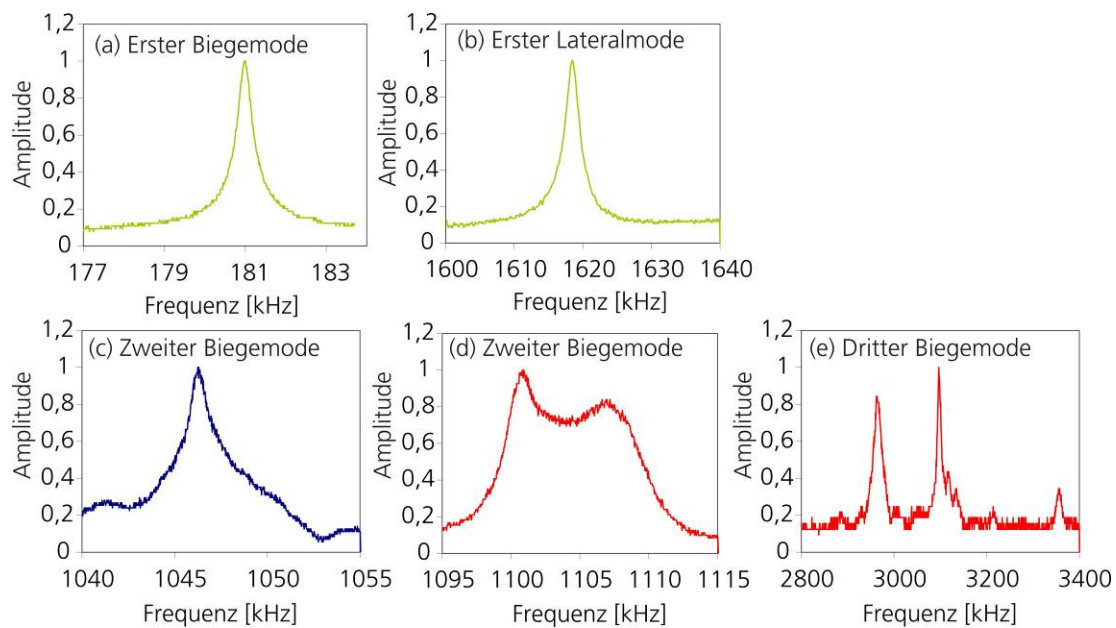 (a) Erster Biegemode
Amplitude
1,2
1
0,8
0,6
0,4
0,2
0
177 179 181 183
Frequenz [kHz]
(b) Erster Lateralmode
Amplitude
1,2
1
0,8
0,6
0,4
0,2
0
1600 1610 1620 1630 1640
Frequenz [kHz]
(c) Zweiter Biegemode
Amplitude
1,2
1
0,8
0,6
0,4
0,2
0
1040 1045 1050 1055
Frequenz [kHz]
(d) Zweiter Biegemode
Amplitude
1,2
1
0,8
0,6
0,4
0,2
0
1095 1100 1105 1110 1115
Frequenz [kHz]
(e) Dritter Biegemode
Amplitude
1,2
1
0,8
0,6
0,4
0,2
0
2800 3000 3200 3400
Frequenz [kHz]